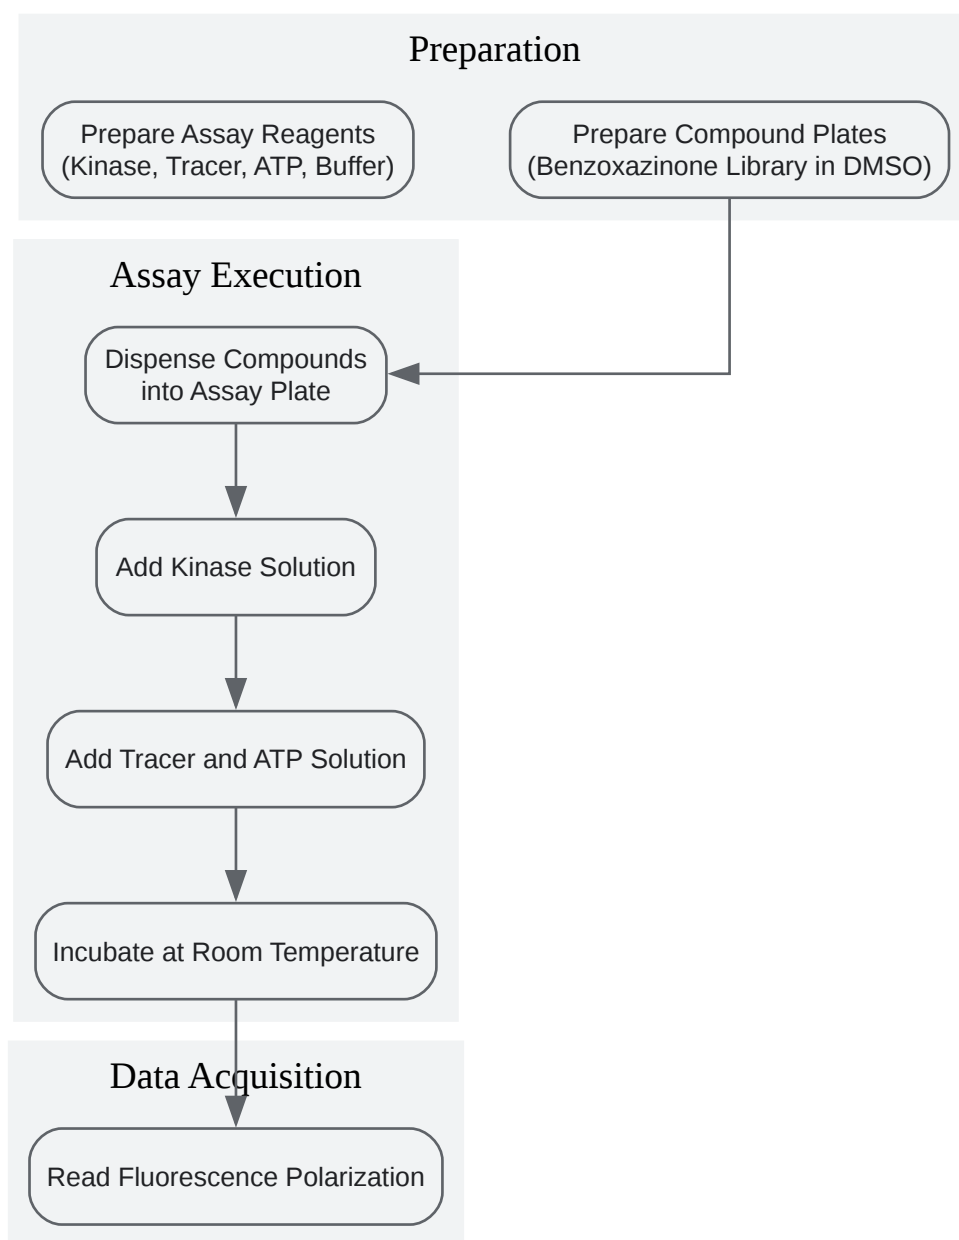 Preparation
Prepare Assay Reagents
(Kinase, Tracer, ATP, Buffer)
Prepare Compound Plates
(Benzoxazinone Library in DMSO)
Assay Execution
Dispense Compounds
into Assay Plate
Add Kinase Solution
Add Tracer and ATP Solution
Incubate at Room Temperature
Data Acquisition
Read Fluorescence Polarization